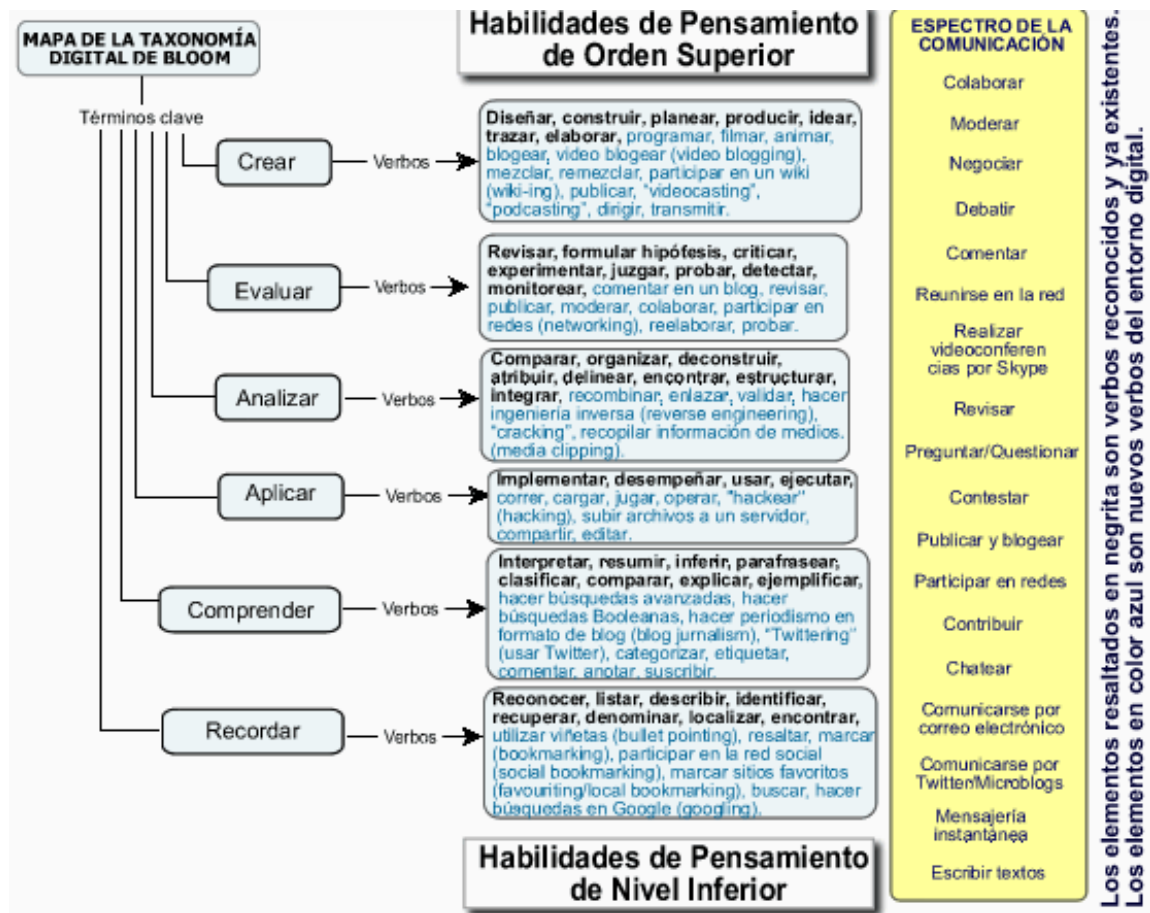 MAPA DE LA TAXONOMÍA
DIGITAL DE BLOOM
Términos clave
Habilidades de Pensamiento
de Orden Superior
Crear
Verbos
Diseñar, construir, planear, producir, idear,
trazar, elaborar, programar, filmar, animar,
blogear, video blogear (video blogging),
mezclar, remezclar, participar en un wiki
(wiki-ing), publicar, "videocasting",
"podcasting", dirigir, transmitir.
Evaluar
Verbos
Revisar, formular hipótesis, criticar,
experimentar, juzgar, probar, detectar,
monitorear, comentar en un blog, revisar,
publicar, moderar, colaborar, participar en
redes (networking), reelaborar, probar.
Analizar
Verbos
Comparar, organizar, deconstruir,
atribuir, delinear, encontrar, estructurar,
integrar, recombinar, enlazar, validar, hacer
ingeniería inversa (reverse engineering),
"cracking", recopilar información de medios.
(media clipping).
Aplicar
Verbos
Implementar, desempeñar, usar, ejecutar,
correr, cargar, jugar, operar, "hackear"
(hacking), subir archivos a un servidor,
compartir, editar.
Comprender
Verbos
Interpretar, resumir, inferir, parafrasear,
clasificar, comparar, explicar, ejemplificar,
hacer búsquedas avanzadas, hacer
búsquedas Booleanas, hacer periodismo en
formato de blog (blog jurnalism), "Twittering"
(usar Twitter), categorizar, etiquetar,
comentar, anotar, suscribir.
Recordar
Verbos
Reconocer, listar, describir, identificar,
recuperar, denominar, localizar, encontrar,
utilizar viñetas (bullet pointing), resaltar, marcar
(bookmarking), participar en la red social
(social bookmarking), marcar sitios favoritos
(favouriting/local bookmarking), buscar, hacer
búsquedas en Google (googling).
Habilidades de Pensamiento
de Nivel Inferior
ESPECTRO DE LA
COMUNICACIÓN
Colaborar
Moderar
Negociar
Debatir
Comentar
Reunirse en la red
Realizar
videoconferen
cias por Skype
Revisar
Preguntar/Questionar
Contestar
Publicar y blogear
Participar en redes
Contribuir
Chatear
Comunicarse por
correo electrónico
Comunicarse por
Twitter/Microblogs
Mensajería
instantánea
Escribir textos
Los elementos resaltados en negrita son verbos reconocidos y ya existentes.
Los elementos en color azul son nuevos verbos del entorno digital.